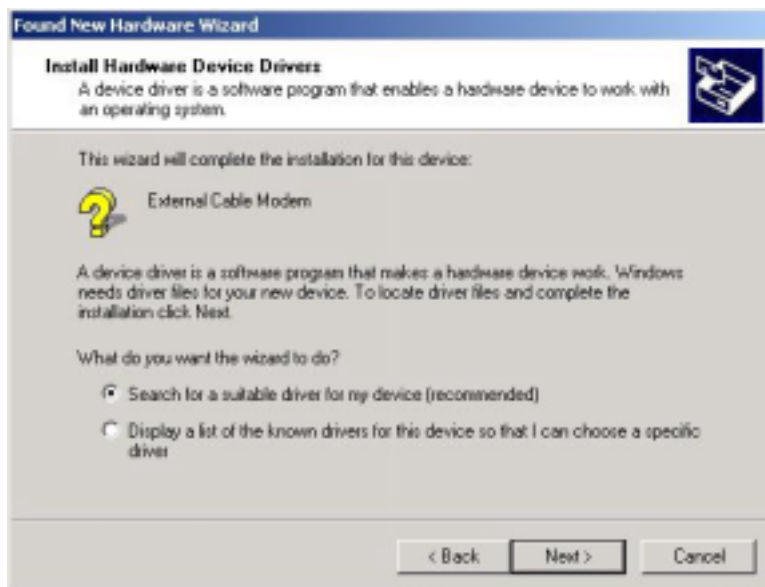 Found New Hardware Wizard
Install Hardware Device Drivers
A device driver is a software program that enables a hardware device to work with
an operating system.
This wizard will complete the installation for this device:
External Cable Modem
A device driver is a software program that makes a hardware device work. Windows
needs driver files for your new device. To locate driver files and complete the
installation click Next.
What do you want the wizard to do?
Search for a suitable driver for my device (recommended)
Display a list of the known drivers for this device so that I can choose a specific
driver
< Back Next > Cancel